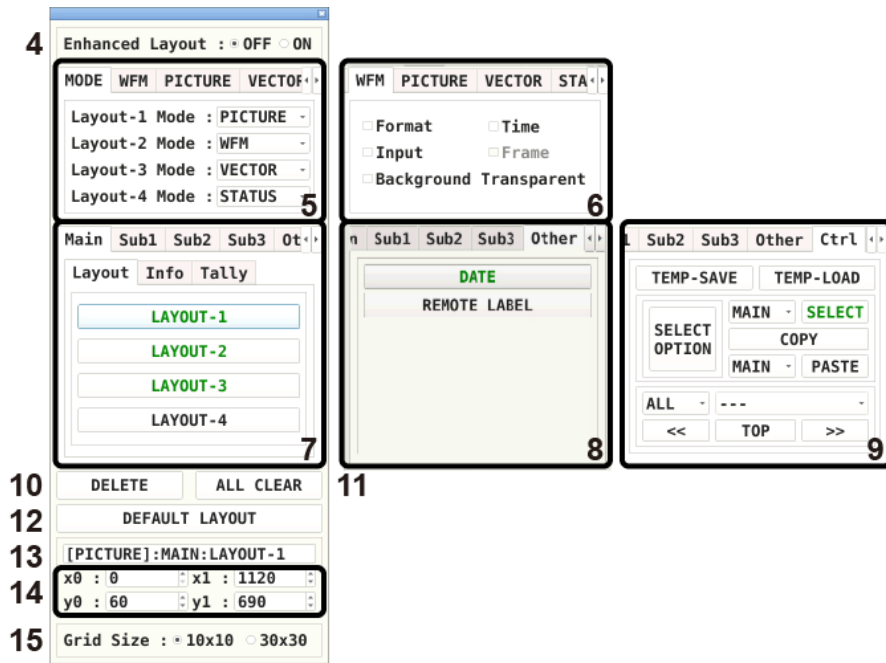 4 Enhanced Layout : OFF ON
MODE WFM PICTURE VECTOR
Layout-1 Mode : PICTURE
Layout-2 Mode : WFM
Layout-3 Mode : VECTOR
Layout-4 Mode : STATUS
5
WFM PICTURE VECTOR STA
Format Time
Input Frame
Background Transparent
6
Main Sub1 Sub2 Sub3 Ot
Layout Info Tally
LAYOUT-1
LAYOUT-2
LAYOUT-3
LAYOUT-4
7
n Sub1 Sub2 Sub3 Other
DATE
REMOTE LABEL
8
1 Sub2 Sub3 Other Ctrl
TEMP-SAVE TEMP-LOAD
SELECT OPTION
MAIN SELECT
COPY
MAIN PASTE
ALL ---
<< TOP >>
9
10 DELETE ALL CLEAR 11
12 DEFAULT LAYOUT
13 [PICTURE]:MAIN:LAYOUT-1
14
x0 : 0 x1 : 1120
y0 : 60 y1 : 690
15 Grid Size : 10x10 30x30